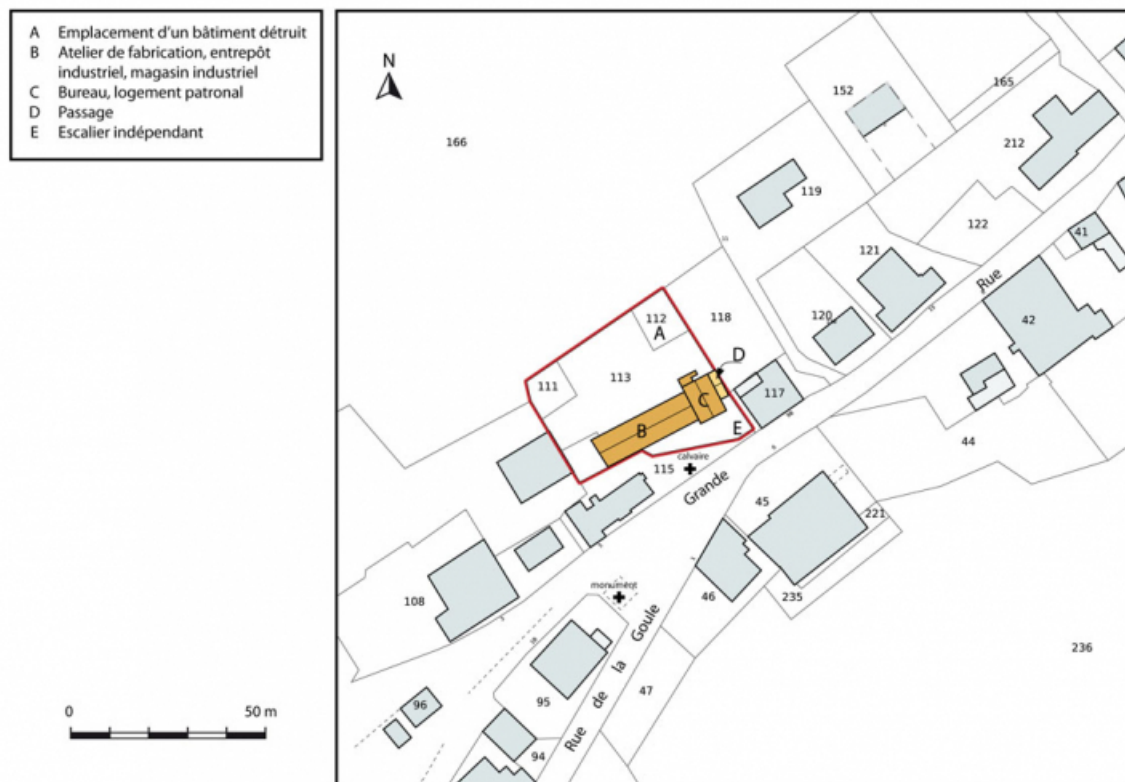 A Emplacement d'un bâtiment détruit
B Atelier de fabrication, entrepôt
industriel, magasin industriel
C Bureau, logement patronal
D Passage
E Escalier indépendant
N
152
165
166
212
119
122
41
121
112
118
120
42
A
D
111
113
117
C
B
E
44
calvaire
115
Grande
Rue
45
221
monument
108
46
235
236
Rue de la Goule
47
95
96
94
0 50 m